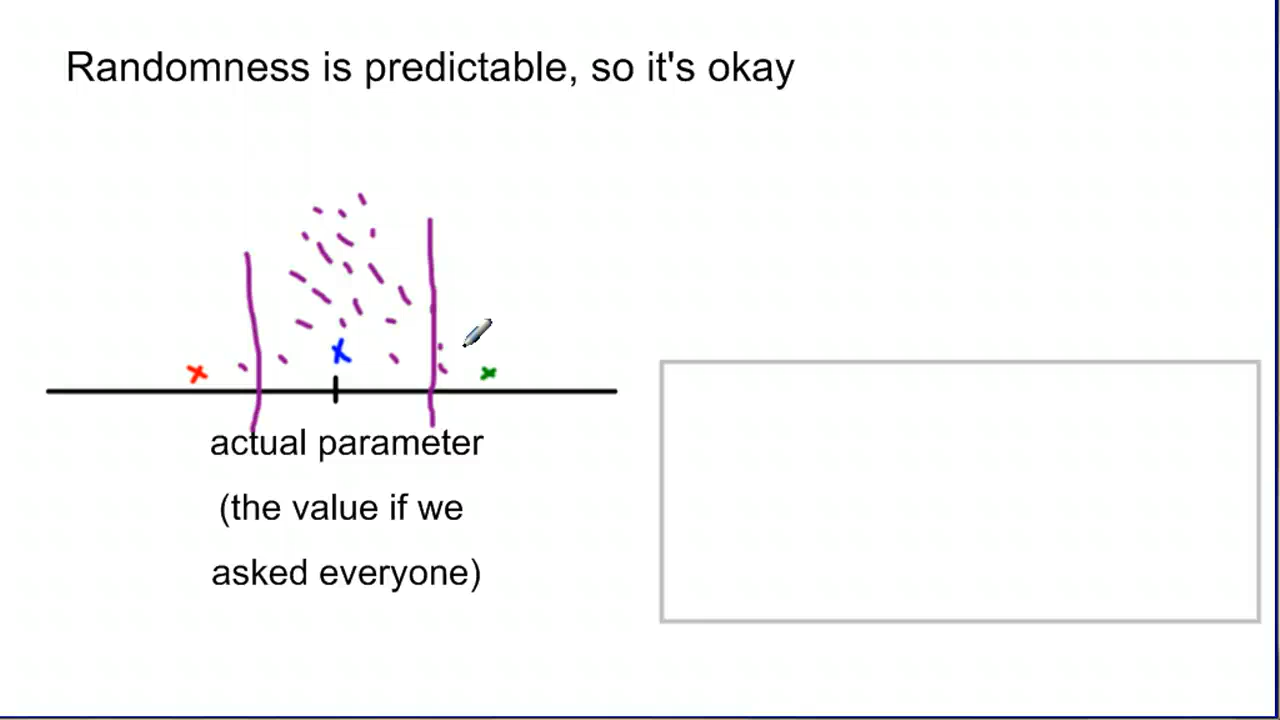 Randomness is predictable, so it's okay
actual parameter
(the value if we
asked everyone)